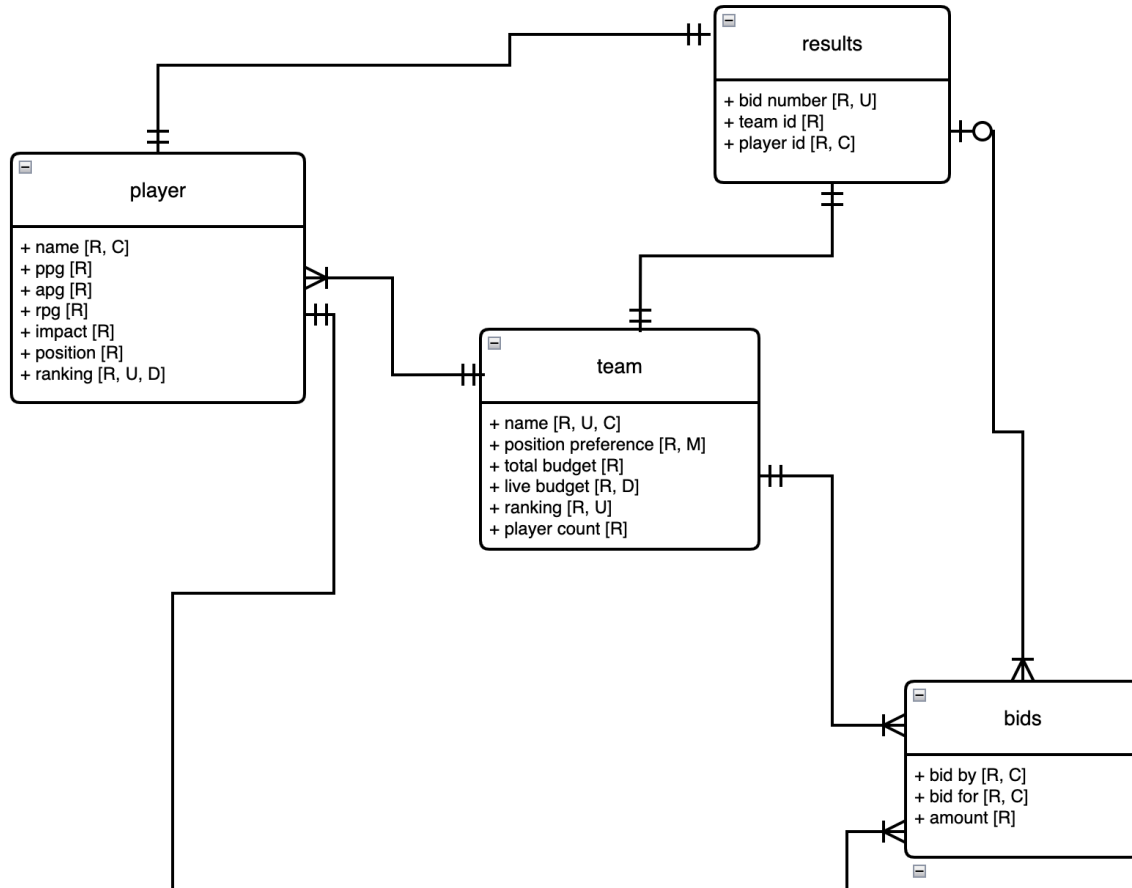 results
+ bid number [R, U]
+ team id [R]
+ player id [R, C]
player
+ name [R, C]
+ ppg [R]
+ apg [R]
+ rpg [R]
+ impact [R]
+ position [R]
+ ranking [R, U, D]
team
+ name [R, U, C]
+ position preference [R, M]
+ total budget [R]
+ live budget [R, D]
+ ranking [R, U]
+ player count [R]
bids
+ bid by [R, C]
+ bid for [R, C]
+ amount [R]